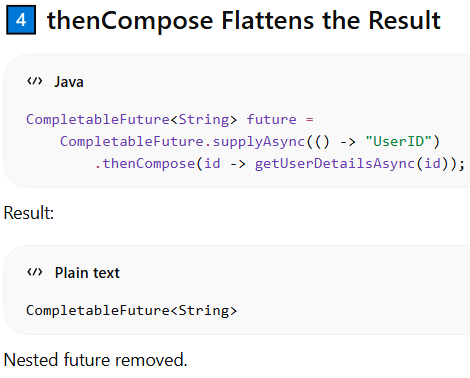 4 thenCompose Flattens the Result
</> Java
CompletableFuture<String> future =
    CompletableFuture.supplyAsync(() -> "UserID")
        .thenCompose(id -> getUserDetailsAsync(id));
Result:
</> Plain text
CompletableFuture<String>
Nested future removed.